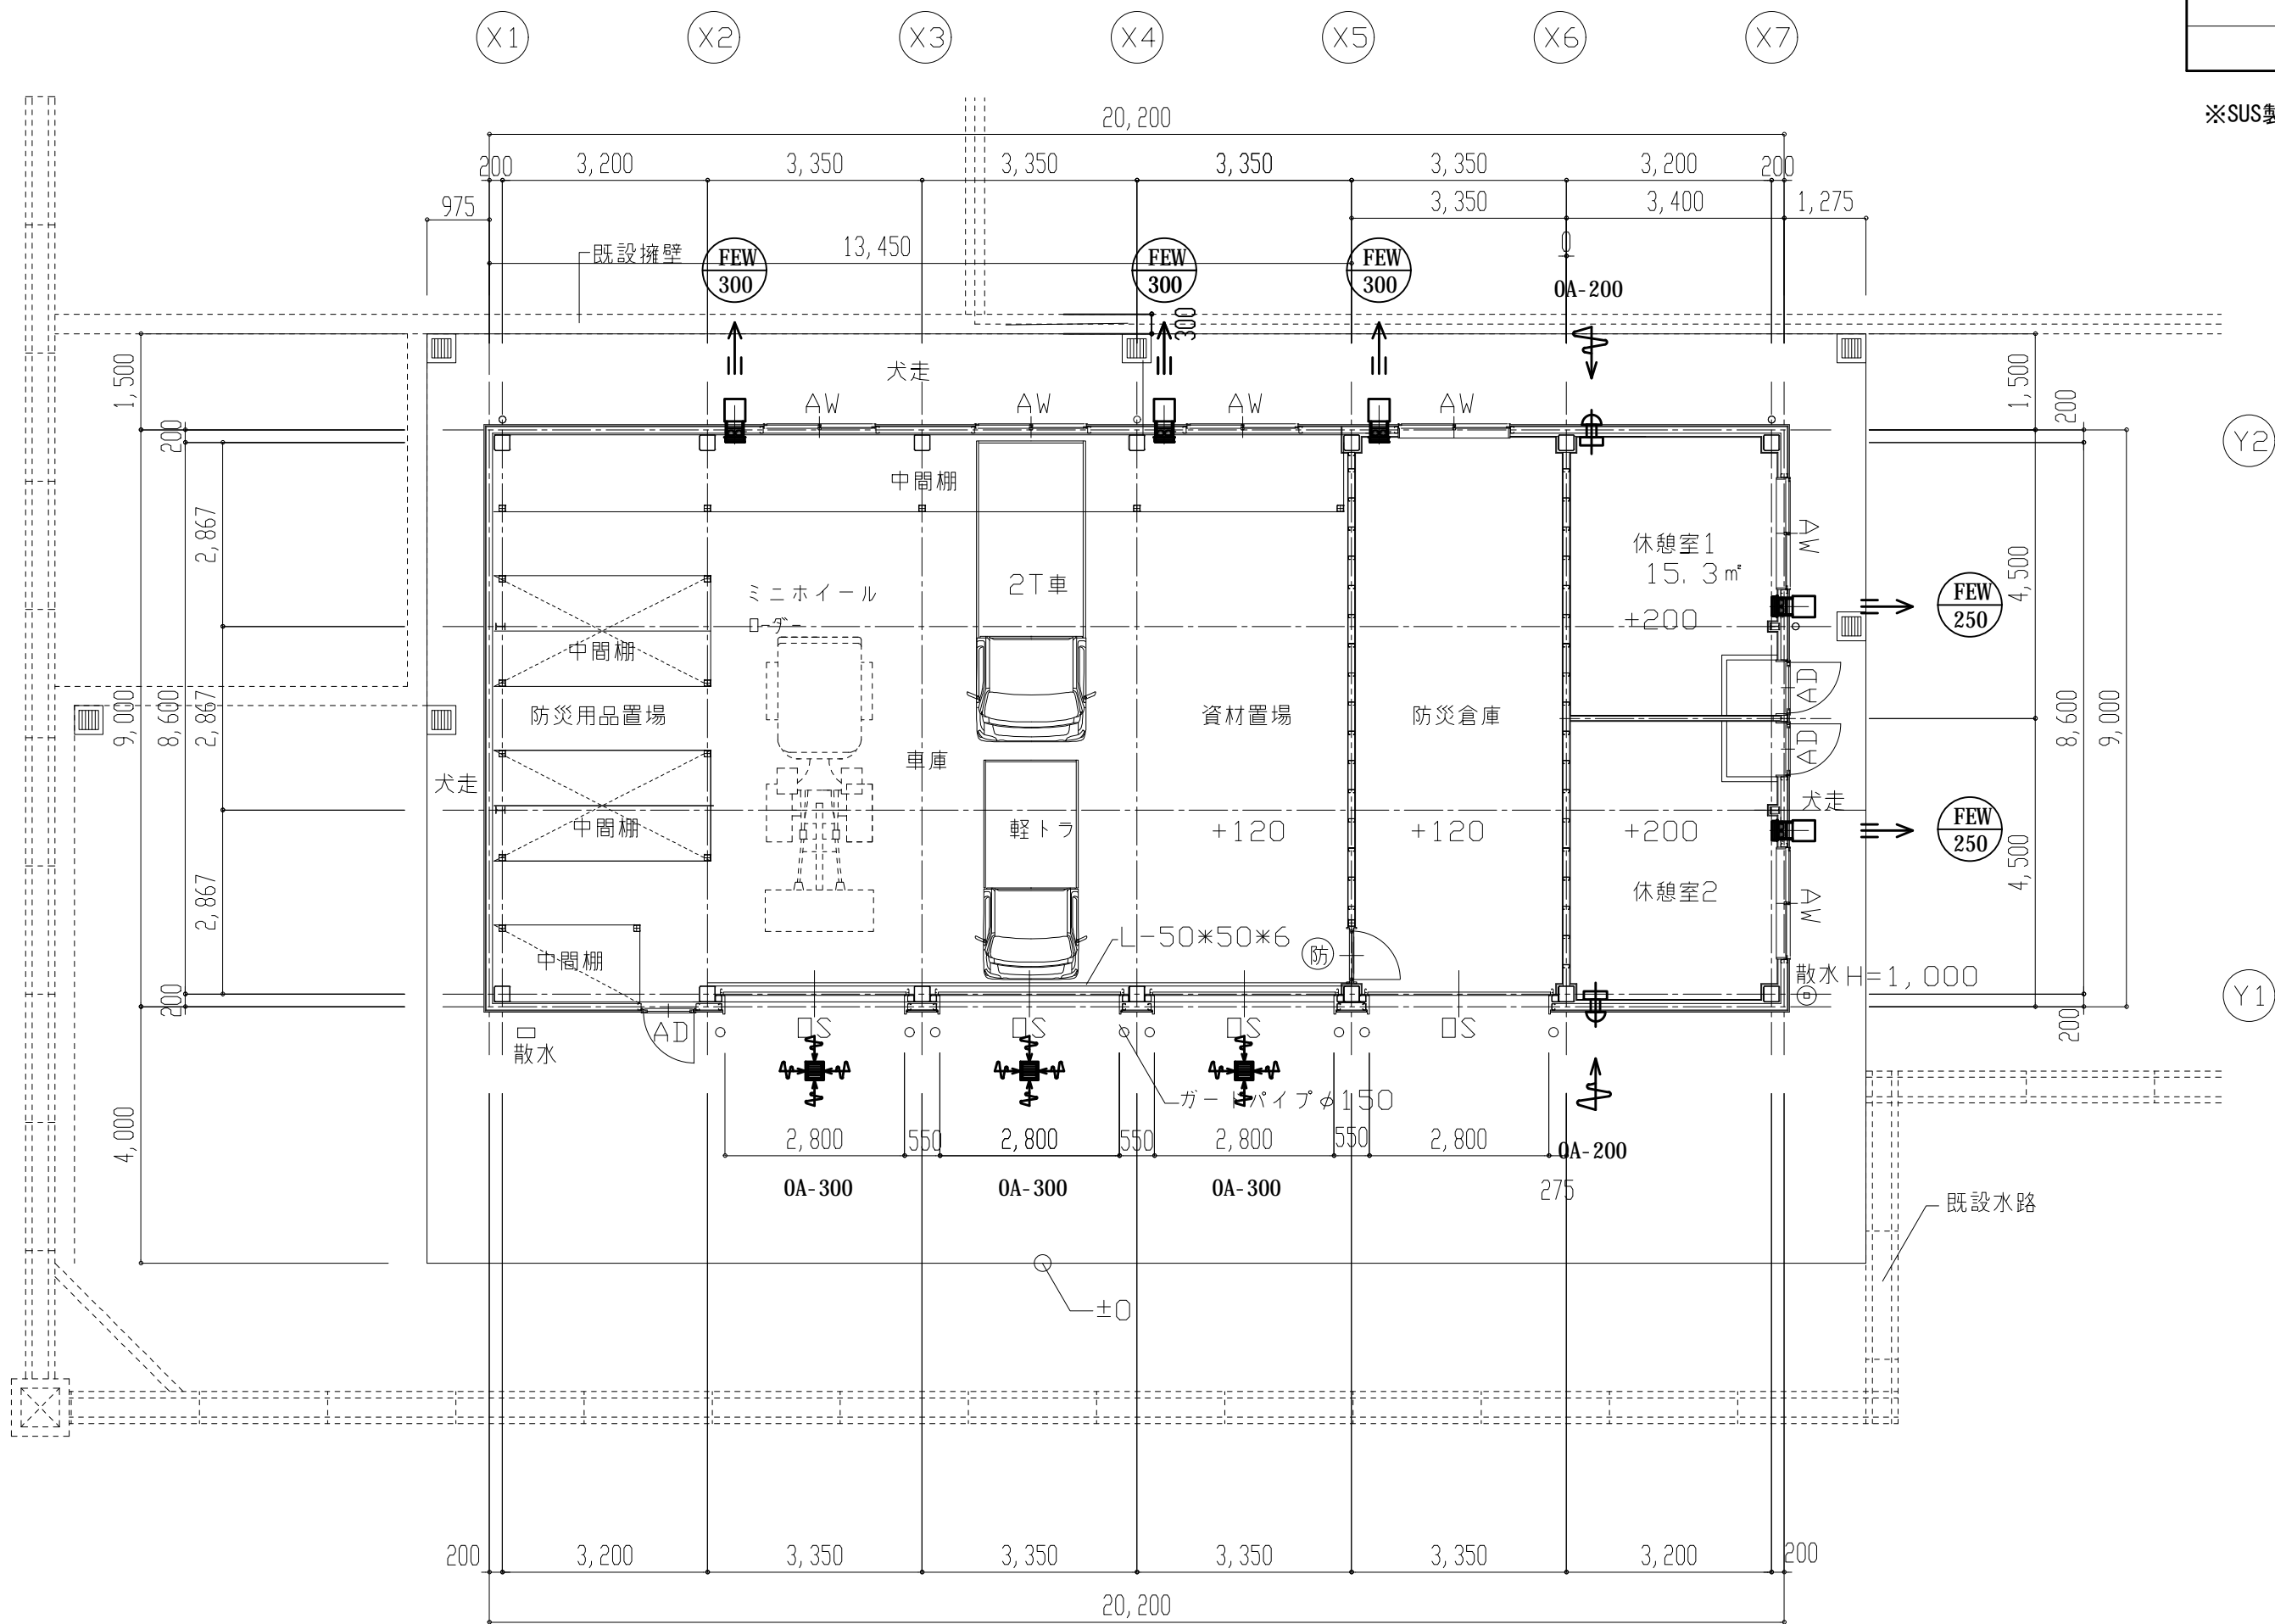 X1 X2 X3 X4 X5 X6 X7
※SUS製
20,200
200 3,200 3,350 3,350 3,350 3,350 3,200 200
975 3,350 3,400 1,275
既設擁壁 13,450 0
FEW 300
FEW 300
FEW 300
OA-200
300
1,500 犬走 1,500
200 AW AW AW AW 200
Y2
中間棚
2,867
休憩室1
15.3㎡
+200
AW
4,500
FEW 250
ミニホイール
ローダー
2T車
中間棚
防災用品置場
資材置場
防災倉庫
AD
9,000 8,600 2,867
8,600 9,000
車庫
AD
犬走
犬走
中間棚
軽トラ
+120
+120
+200
FEW 250
2,867
4,500
休憩室2
AW
L-50*50*6
防
中間棚
散水H=1,000
200
Y1
200
散水
AD
OS OS OS OS
ガードパイプφ150
4,000
2,800 550 2,800 550 2,800 550 2,800
OA-200
OA-300 OA-300 OA-300
275
既設水路
±0
200 3,200 3,350 3,350 3,350 3,350 3,200 200
20,200